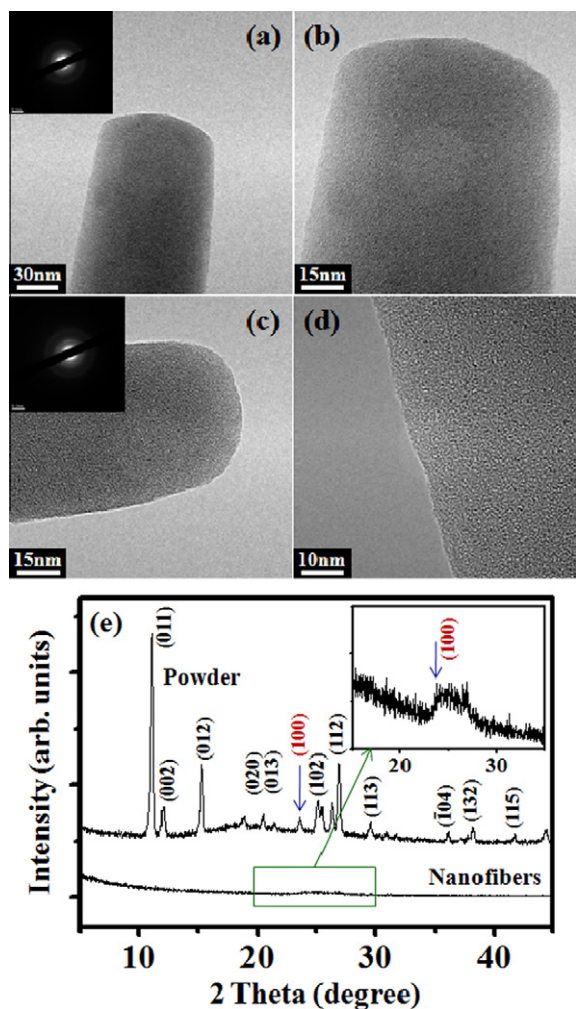 (a)
30nm
(b)
15nm
(c)
15nm
(d)
10nm
(e)
(011)
Powder
(002)
(012)
(020)
(013)
(100)
(102)
(112)
(113)
(1̄04)
(132)
(115)
(100)
20
30
Nanofibers
Intensity (arb. units)
10
20
30
40
2 Theta (degree)